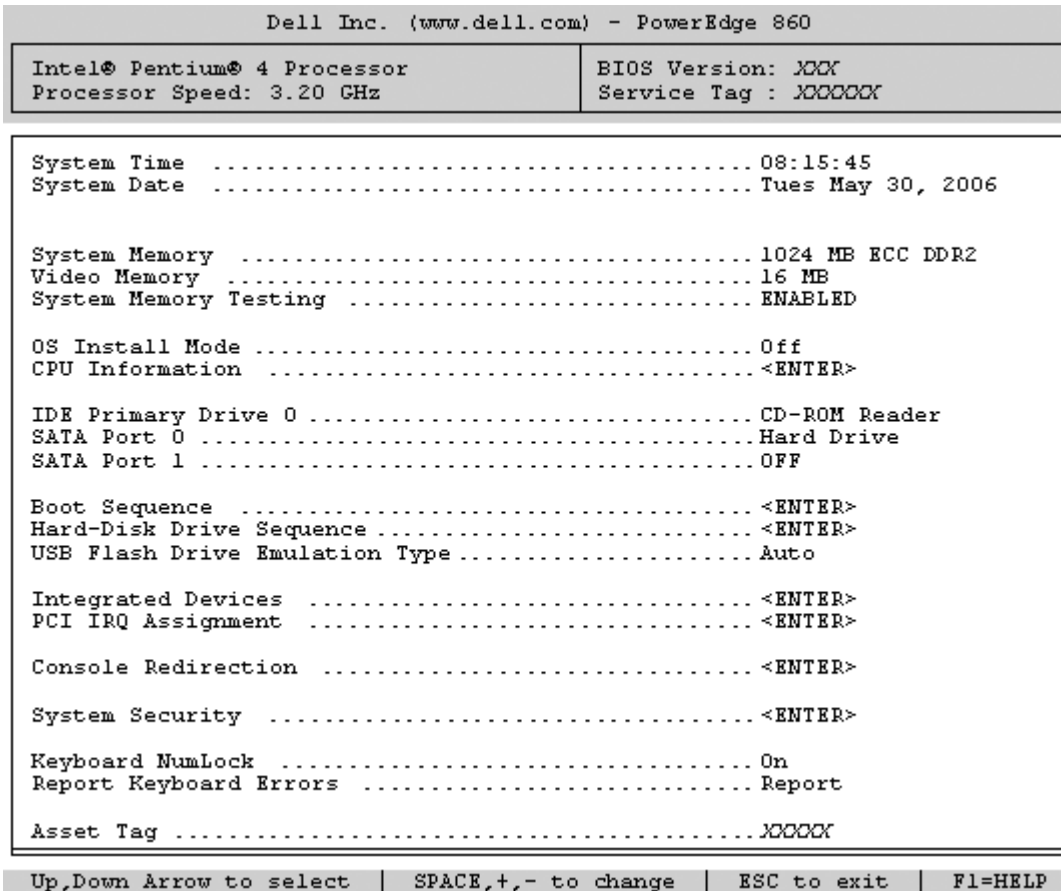 Dell Inc. (www.dell.com) - PowerEdge 860
Intel® Pentium® 4 Processor
Processor Speed: 3.20 GHz
BIOS Version: XXX
Service Tag : XXXXXX
System Time ........................................ 08:15:45
System Date ........................................ Tues May 30, 2006
System Memory ...................................... 1024 MB ECC DDR2
Video Memory ....................................... 16 MB
System Memory Testing .............................. ENABLED
OS Install Mode ..................................... Off
CPU Information .................................... <ENTER>
IDE Primary Drive 0 ................................. CD-ROM Reader
SATA Port 0 ......................................... Hard Drive
SATA Port 1 ......................................... OFF
Boot Sequence ...................................... <ENTER>
Hard-Disk Drive Sequence ............................ <ENTER>
USB Flash Drive Emulation Type ...................... Auto
Integrated Devices ................................. <ENTER>
PCI IRQ Assignment ................................. <ENTER>
Console Redirection ................................ <ENTER>
System Security .................................... <ENTER>
Keyboard NumLock ................................... On
Report Keyboard Errors ............................. Report
Asset Tag ........................................... XXXXX
Up,Down Arrow to select | SPACE,+,- to change | ESC to exit | F1=HELP